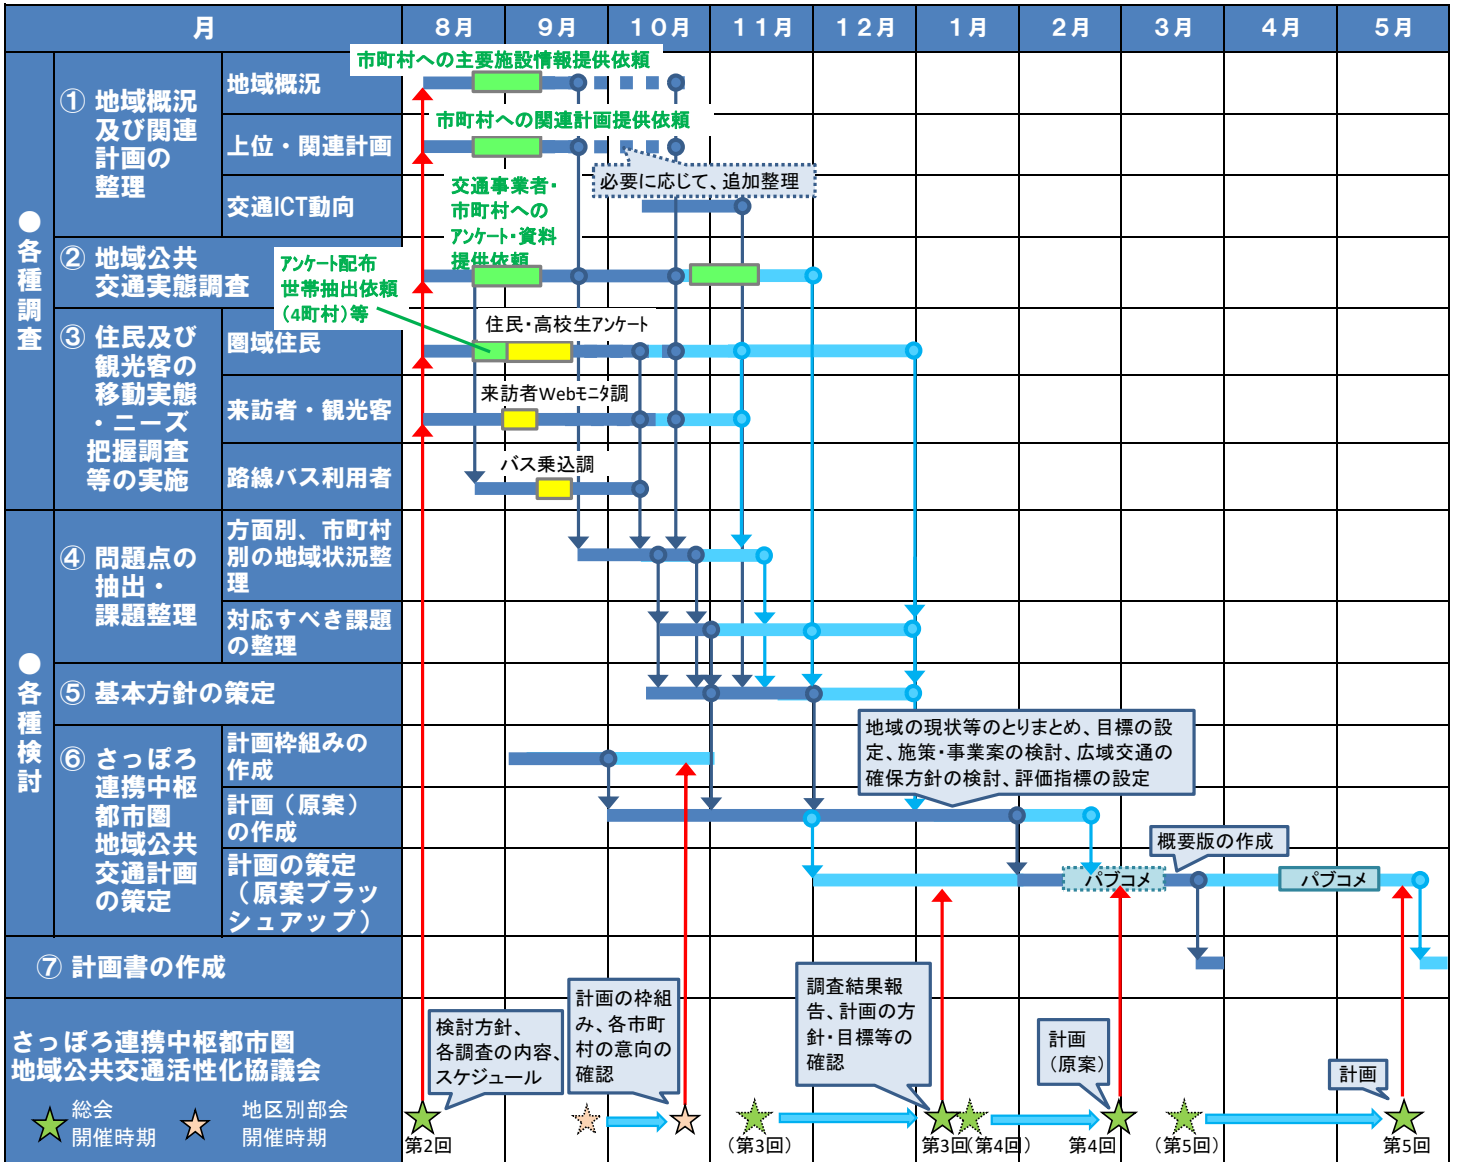 月
8月
9月
10月
11月
12月
1月
2月
3月
4月
5月
●各種調査
① 地域概況
及び関連
計画の
整理
地域概況
市町村への主要施設情報提供依頼
上位・関連計画
市町村への関連計画提供依頼
必要に応じて、追加整理
交通ICT動向
② 地域公共
交通実態調査
交通事業者・
市町村への
アンケート・資料
提供依頼
アンケート配布
世帯抽出依頼
(4町村)等
③ 住民及び
観光客の
移動実態
・ニーズ
把握調査
等の実施
圏域住民
住民・高校生アンケート
来訪者・観光客
来訪者Webモニタ調
路線バス利用者
バス乗込調
●各種検討
④ 問題点の
抽出・
課題整理
方面別、市町村
別の地域状況整
理
対応すべき課題
の整理
⑤ 基本方針の策定
⑥ さっぽろ
連携中枢
都市圏
地域公共
交通計画
の策定
計画枠組みの
作成
地域の現状等のとりまとめ、目標の設
定、施策・事業案の検討、広域交通の
確保方針の検討、評価指標の設定
計画（原案）
の作成
計画の策定
（原案ブラッ
シュアップ）
概要版の作成
パブコメ
パブコメ
⑦ 計画書の作成
さっぽろ連携中枢都市圏
地域公共交通活性化協議会
総会
開催時期
地区別部会
開催時期
検討方針、
各調査の内容、
スケジュール
計画の枠組
み、各市町
村の意向の
確認
調査結果報
告、計画の方
針・目標等の
確認
計画
（原案）
計画
第2回
（第3回）
第3回
（第4回）
第4回
（第5回）
第5回